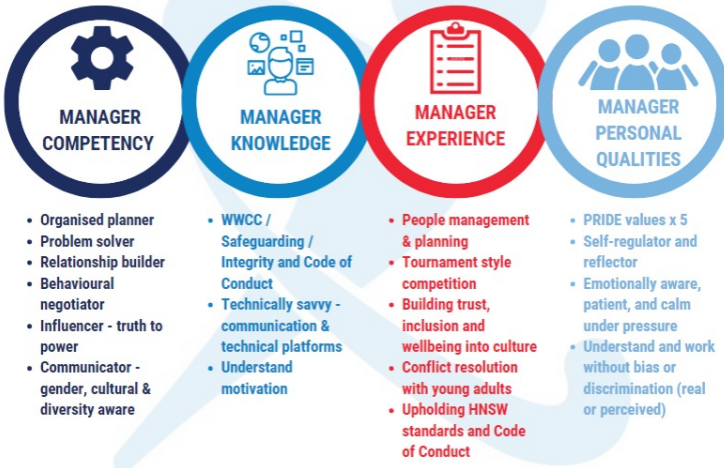 MANAGER
COMPETENCY
• Organised planner
• Problem solver
• Relationship builder
• Behavioural
negotiator
• Influencer - truth to
power
• Communicator -
gender, cultural &
diversity aware
MANAGER
KNOWLEDGE
• WWCC /
Safeguarding /
Integrity and Code of
Conduct
• Technically savvy -
communication &
technical platforms
• Understand
motivation
MANAGER
EXPERIENCE
• People management
& planning
• Tournament style
competition
• Building trust,
inclusion and
wellbeing into culture
• Conflict resolution
with young adults
• Upholding HNSW
standards and Code
of Conduct
MANAGER
PERSONAL
QUALITIES
• PRIDE values x 5
• Self-regulator and
reflector
• Emotionally aware,
patient, and calm
under pressure
• Understand and work
without bias or
discrimination (real
or perceived)